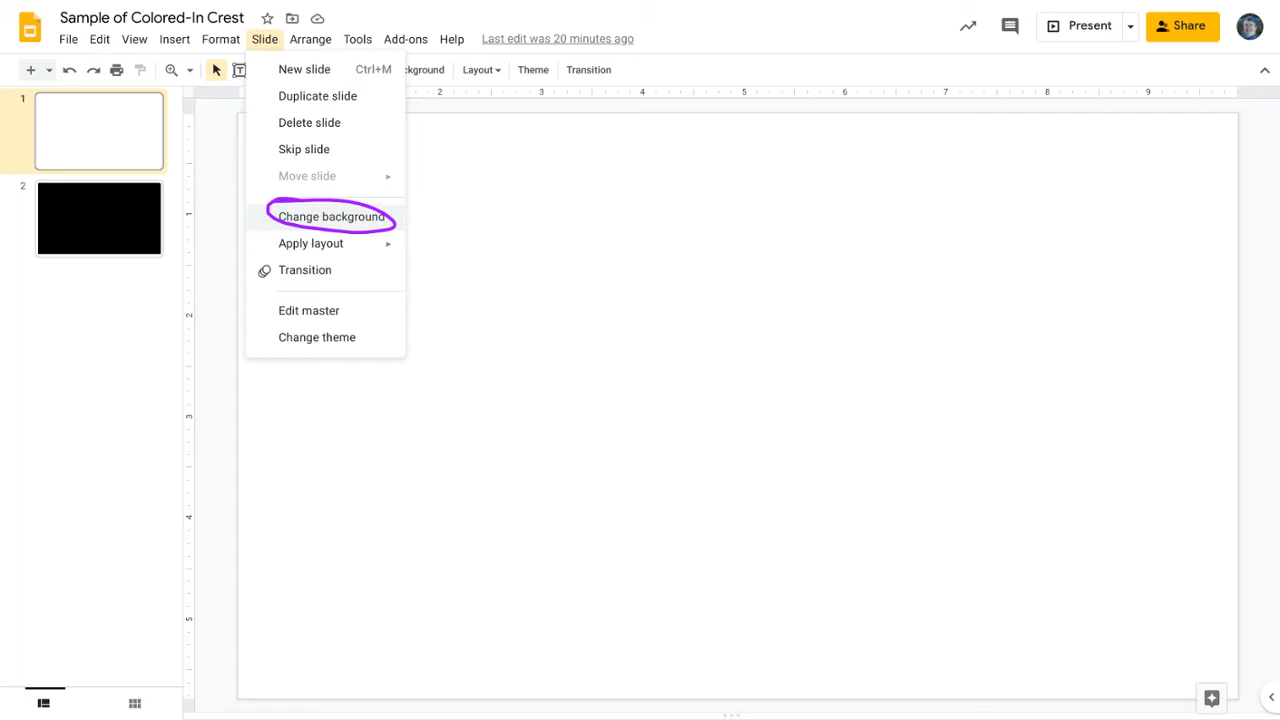 Sample of Colored-In Crest
File Edit View Insert Format Slide Arrange Tools Add-ons Help Last edit was 20 minutes ago
Present
Share
ckground Layout Theme Transition
New slide Ctrl+M
Duplicate slide
Delete slide
Skip slide
Move slide
Change background
Apply layout
Transition
Edit master
Change theme
2 3 4 5 6 7 8 9
1
2
3
4
5
1
2